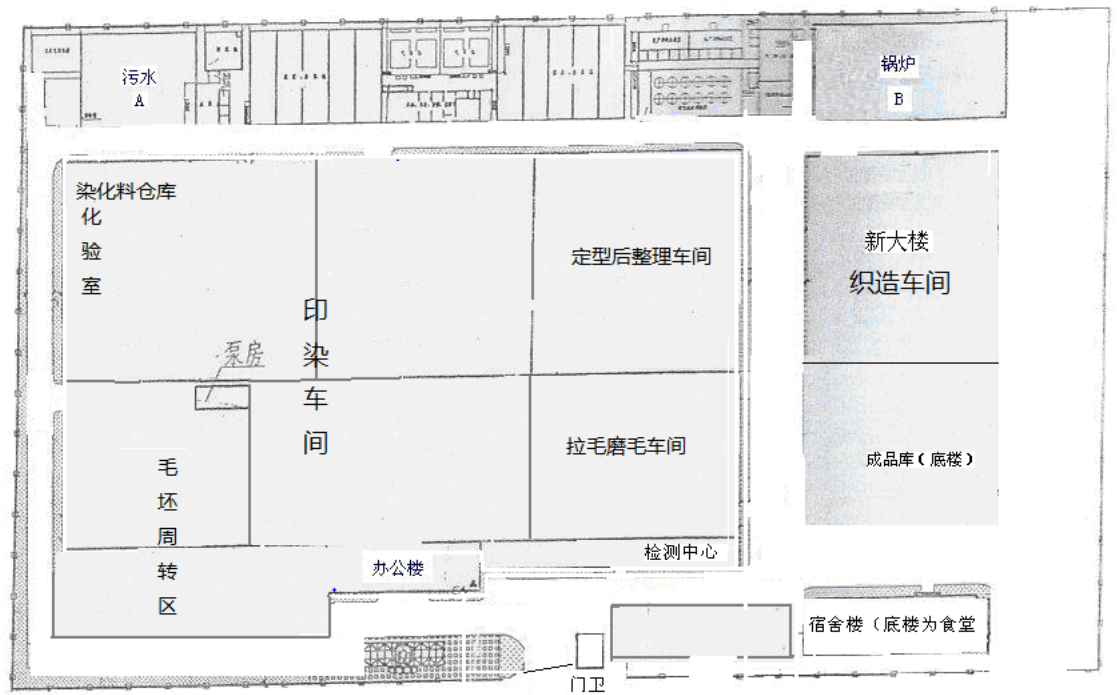 污水
A
锅炉
B
染化料仓库
化
验
室
定型后整理车间
新大楼
织造车间
印
染
车
间
泵房
拉毛磨毛车间
毛
坯
周
转
区
成品库(底楼)
检测中心
办公楼
宿舍楼（底楼为食堂
门卫